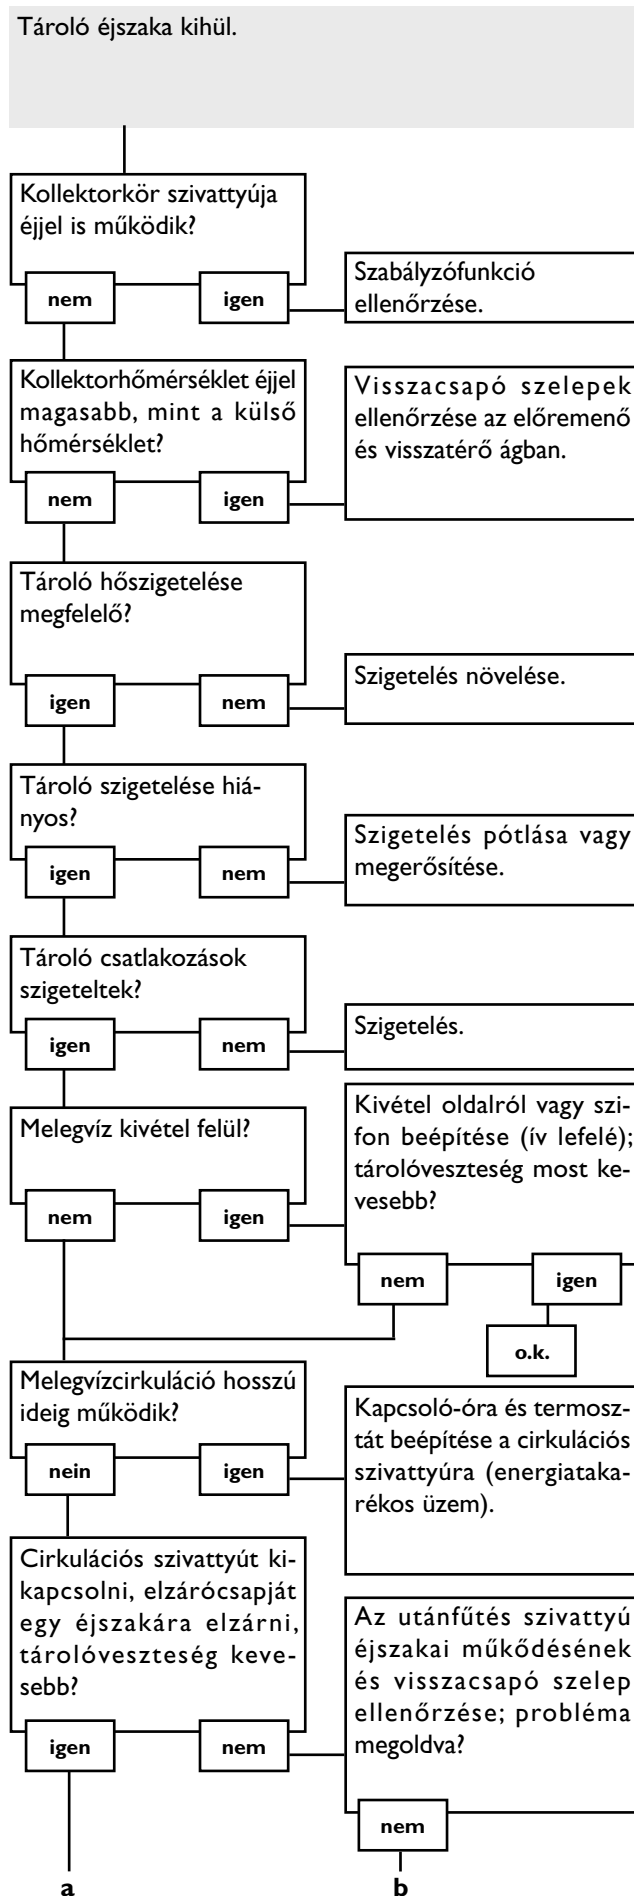 Tároló éjszaka kihül.
Kollektorkör szivattyúja
éjjel is működik?
nem
igen
Szabályzófunkció
ellenőrzése.
Kollektorhőmérséklet éjjel
magasabb, mint a külső
hőmérséklet?
nem
igen
Visszacsapó szelepek
ellenőrzése az előremenő
és visszatérő ágban.
Tároló hőszigetelése
megfelelő?
igen
nem
Szigetelés növelése.
Tároló szigetelése hiá-
nyos?
igen
nem
Szigetelés pótlása vagy
megerősítése.
Tároló csatlakozások
szigeteltek?
igen
nem
Szigetelés.
Melegvíz kivétel felül?
nem
igen
Kivétel oldalról vagy szi-
fon beépítése (ív lefelé);
tárolóveszteség most ke-
vesebb?
nem
igen
o.k.
Melegvízcirkuláció hosszú
ideig működik?
nein
igen
Kapcsoló-óra és termosz-
tát beépítése a cirkulációs
szivattyúra (energiataka-
rékos üzem).
Cirkulációs szivattyút ki-
kapcsolni, elzárócsapját
egy éjszakára elzárni,
tárolóveszteség keve-
sebb?
igen
nem
Az utánfűtés szivattyú
éjszakai műkődésének
és visszacsapó szelep
ellenőrzése; probléma
megoldva?
nem
a
b